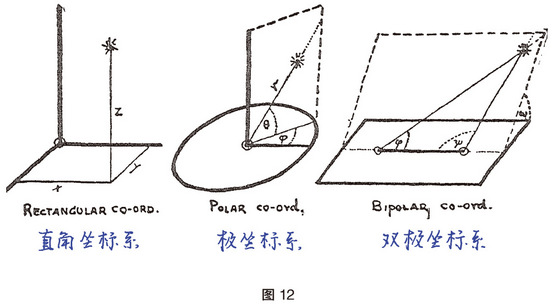 Z
X
Y
r
θ
φ
φ
ψ
RECTANGULAR CO-ORD.
POLAR CO-ORD.
BIPOLAR, CO-ORD.
直角坐标系
极坐标系
双极坐标系
图 12